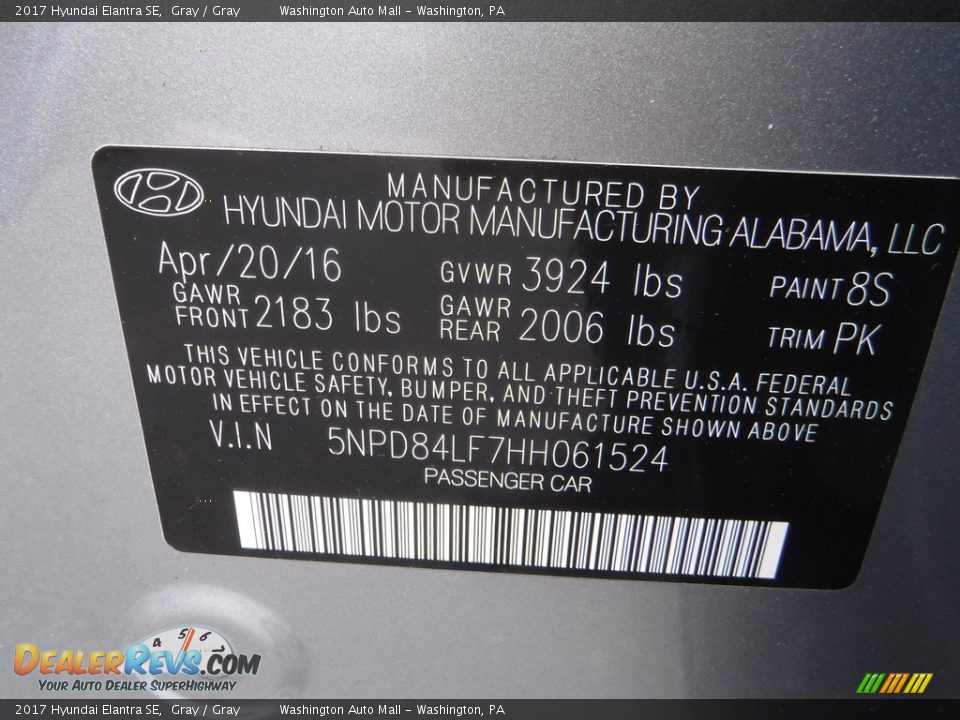 2017 Hyundai Elantra SE, Gray / Gray Washington Auto Mall - Washington, PA
MANUFACTURED BY
HYUNDAI MOTOR MANUFACTURING ALABAMA, LLC
Apr/20/16 GVWR 3924 lbs PAINT 8S
GAWR FRONT 2183 lbs GAWR REAR 2006 lbs TRIM PK
THIS VEHICLE CONFORMS TO ALL APPLICABLE U.S.A. FEDERAL
MOTOR VEHICLE SAFETY, BUMPER, AND THEFT PREVENTION STANDARDS
IN EFFECT ON THE DATE OF MANUFACTURE SHOWN ABOVE
V.I.N 5NPD84LF7HH061524
PASSENGER CAR
4 5 6 7
DealerRevs.com
Your Auto Dealer SuperHighway
2017 Hyundai Elantra SE, Gray / Gray Washington Auto Mall - Washington, PA